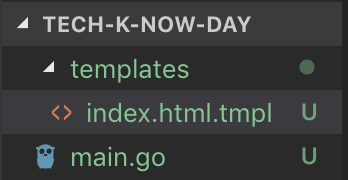 TECH-K-NOW-DAY
templates
index.html.tmpl U
main.go U